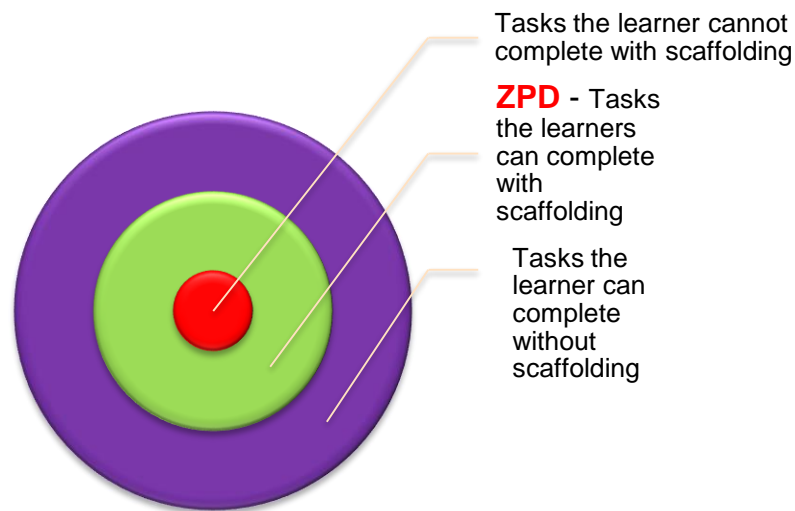 Tasks the learner cannot
complete with scaffolding
ZPD - Tasks
the learners
can complete
with
scaffolding
Tasks the
learner can
complete
without
scaffolding